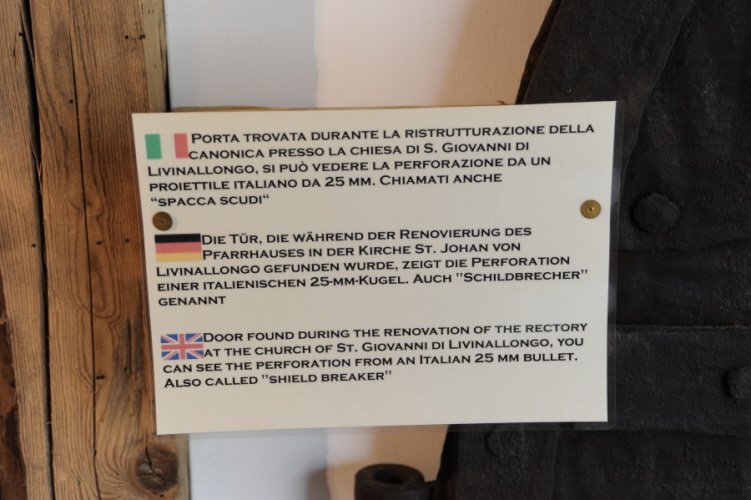 PORTA TROVATA DURANTE LA RISTRUTTURAZIONE DELLA
CANONICA PRESSO LA CHIESA DI S. GIOVANNI DI
LIVINALLONGO, SI PUÒ VEDERE LA PERFORAZIONE DA UN
PROIETTILE ITALIANO DA 25 MM. CHIAMATI ANCHE
"SPACCA SCUDI"
DIE TÜR, DIE WÄHREND DER RENOVIERUNG DES
PFARRHAUSES IN DER KIRCHE ST. JOHAN VON
LIVINALLONGO GEFUNDEN WURDE, ZEIGT DIE PERFORATION
EINER ITALIENISCHEN 25-MM-KUGEL. AUCH "SCHILDBRECHER"
GENANNT
DOOR FOUND DURING THE RENOVATION OF THE RECTORY
AT THE CHURCH OF ST. GIOVANNI DI LIVINALLONGO, YOU
CAN SEE THE PERFORATION FROM AN ITALIAN 25 MM BULLET.
ALSO CALLED "SHIELD BREAKER"